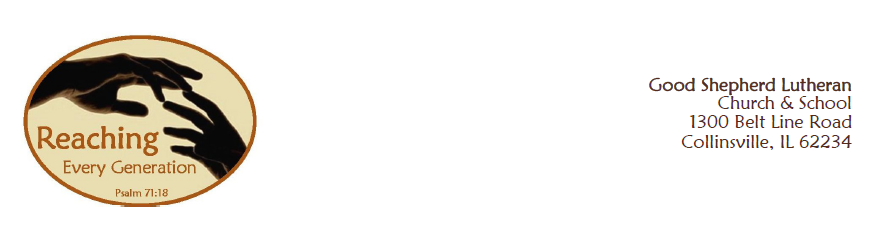 Reaching
Every Generation
Psalm 71:18
Good Shepherd Lutheran
Church & School
1300 Belt Line Road
Collinsville, IL 62234